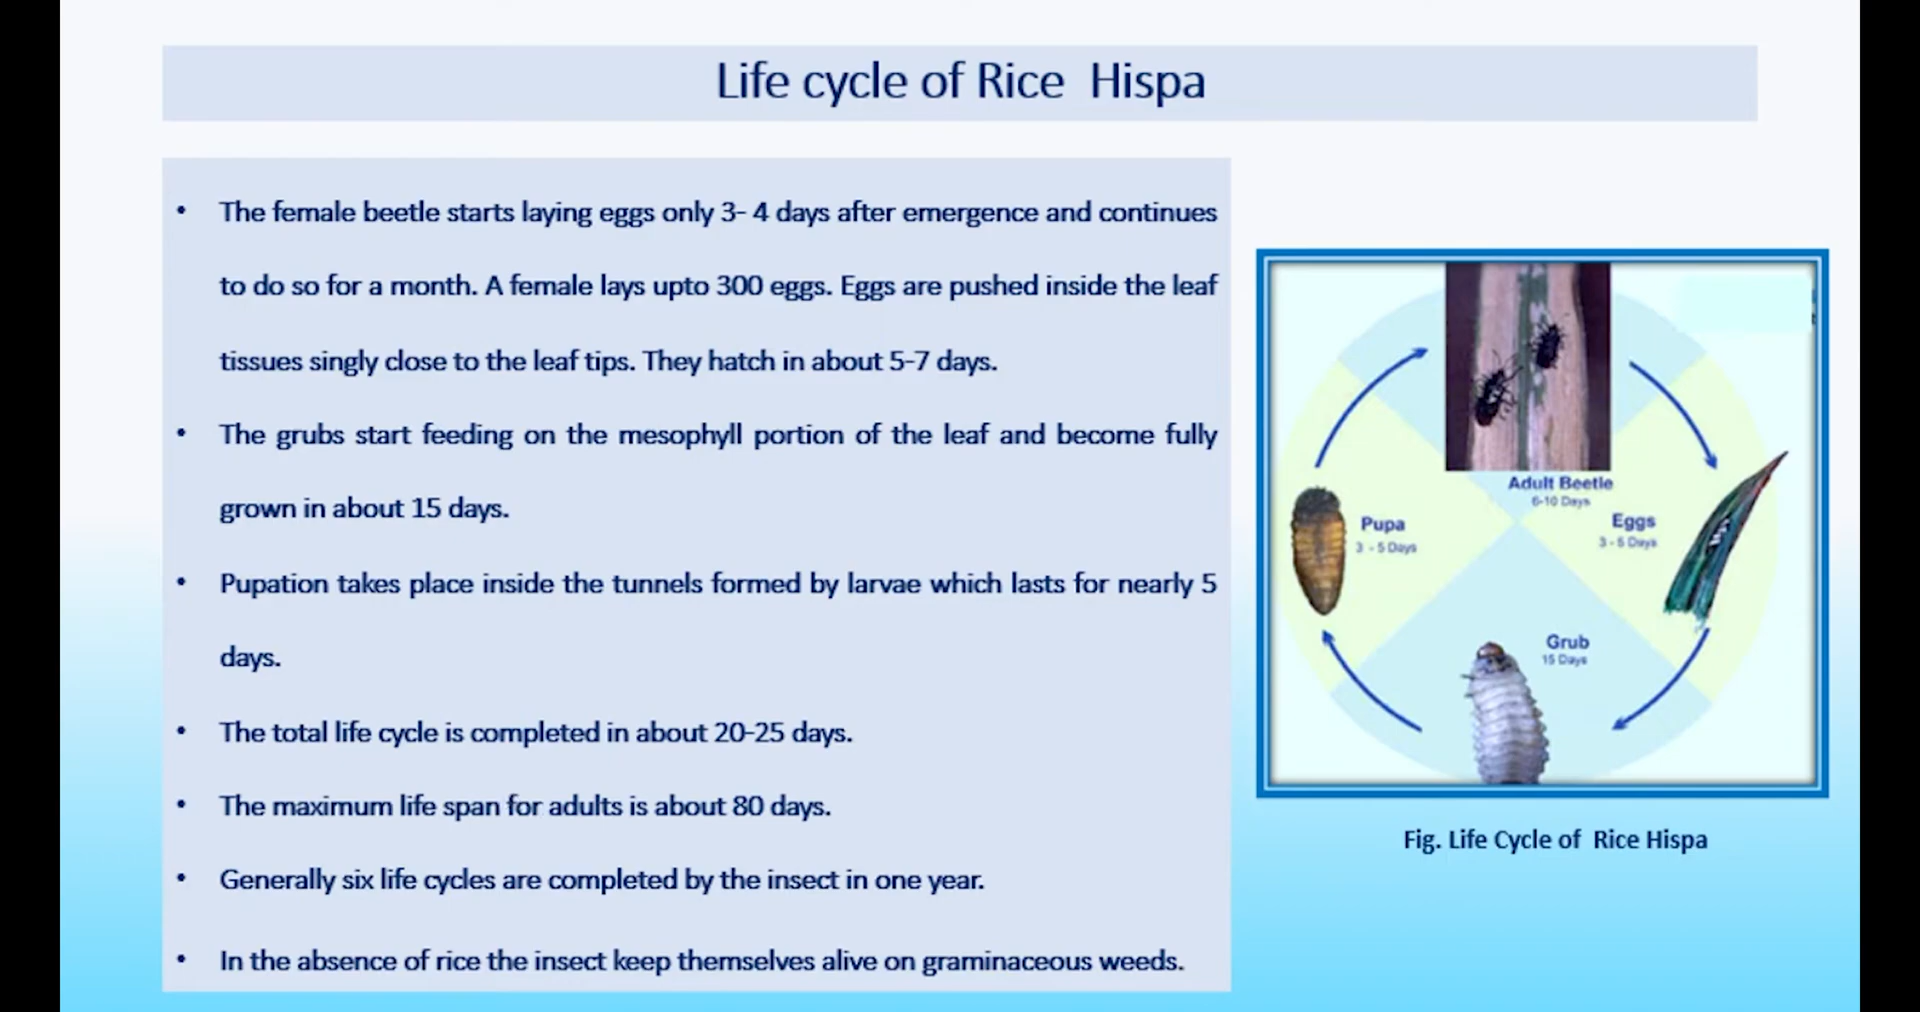 Life cycle of Rice Hispa
• The female beetle starts laying eggs only 3- 4 days after emergence and continues
to do so for a month. A female lays upto 300 eggs. Eggs are pushed inside the leaf
tissues singly close to the leaf tips. They hatch in about 5-7 days.
• The grubs start feeding on the mesophyll portion of the leaf and become fully
grown in about 15 days.
• Pupation takes place inside the tunnels formed by larvae which lasts for nearly 5
days.
• The total life cycle is completed in about 20-25 days.
• The maximum life span for adults is about 80 days.
• Generally six life cycles are completed by the insect in one year.
• In the absence of rice the insect keep themselves alive on graminaceous weeds.
Adult Beetle
6-10 Days
Eggs
3 - 5 Days
Grub
15 Days
Pupa
3 - 5 Days
Fig. Life Cycle of Rice Hispa